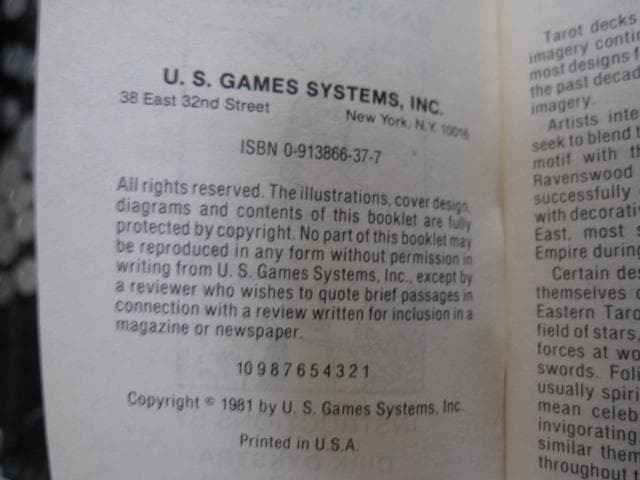 U. S. GAMES SYSTEMS, INC.
38 East 32nd Street New York, N.Y. 10016
ISBN 0-913866-37-7
All rights reserved. The illustrations, cover design,
diagrams and contents of this booklet are fully
protected by copyright. No part of this booklet may
be reproduced in any form without permission in
writing from U. S. Games Systems, Inc., except by
a reviewer who wishes to quote brief passages in
connection with a review written for inclusion in a
magazine or newspaper.
10 9 8 7 6 5 4 3 2 1
Copyright © 1981 by U. S. Games Systems, Inc.
Printed in U.S.A.
Tarot decks
imagery contin
most designs f
the past decad
imagery.
Artists inte
seek to blend t
motif with th
Ravenswood
successfully
with decorativ
East, most s
Empire during
Certain des
themselves o
Eastern Taro
field of stars,
forces at wo
swords. Foli
usually spiri
mean celeb
invigorating
similar them
throughout t